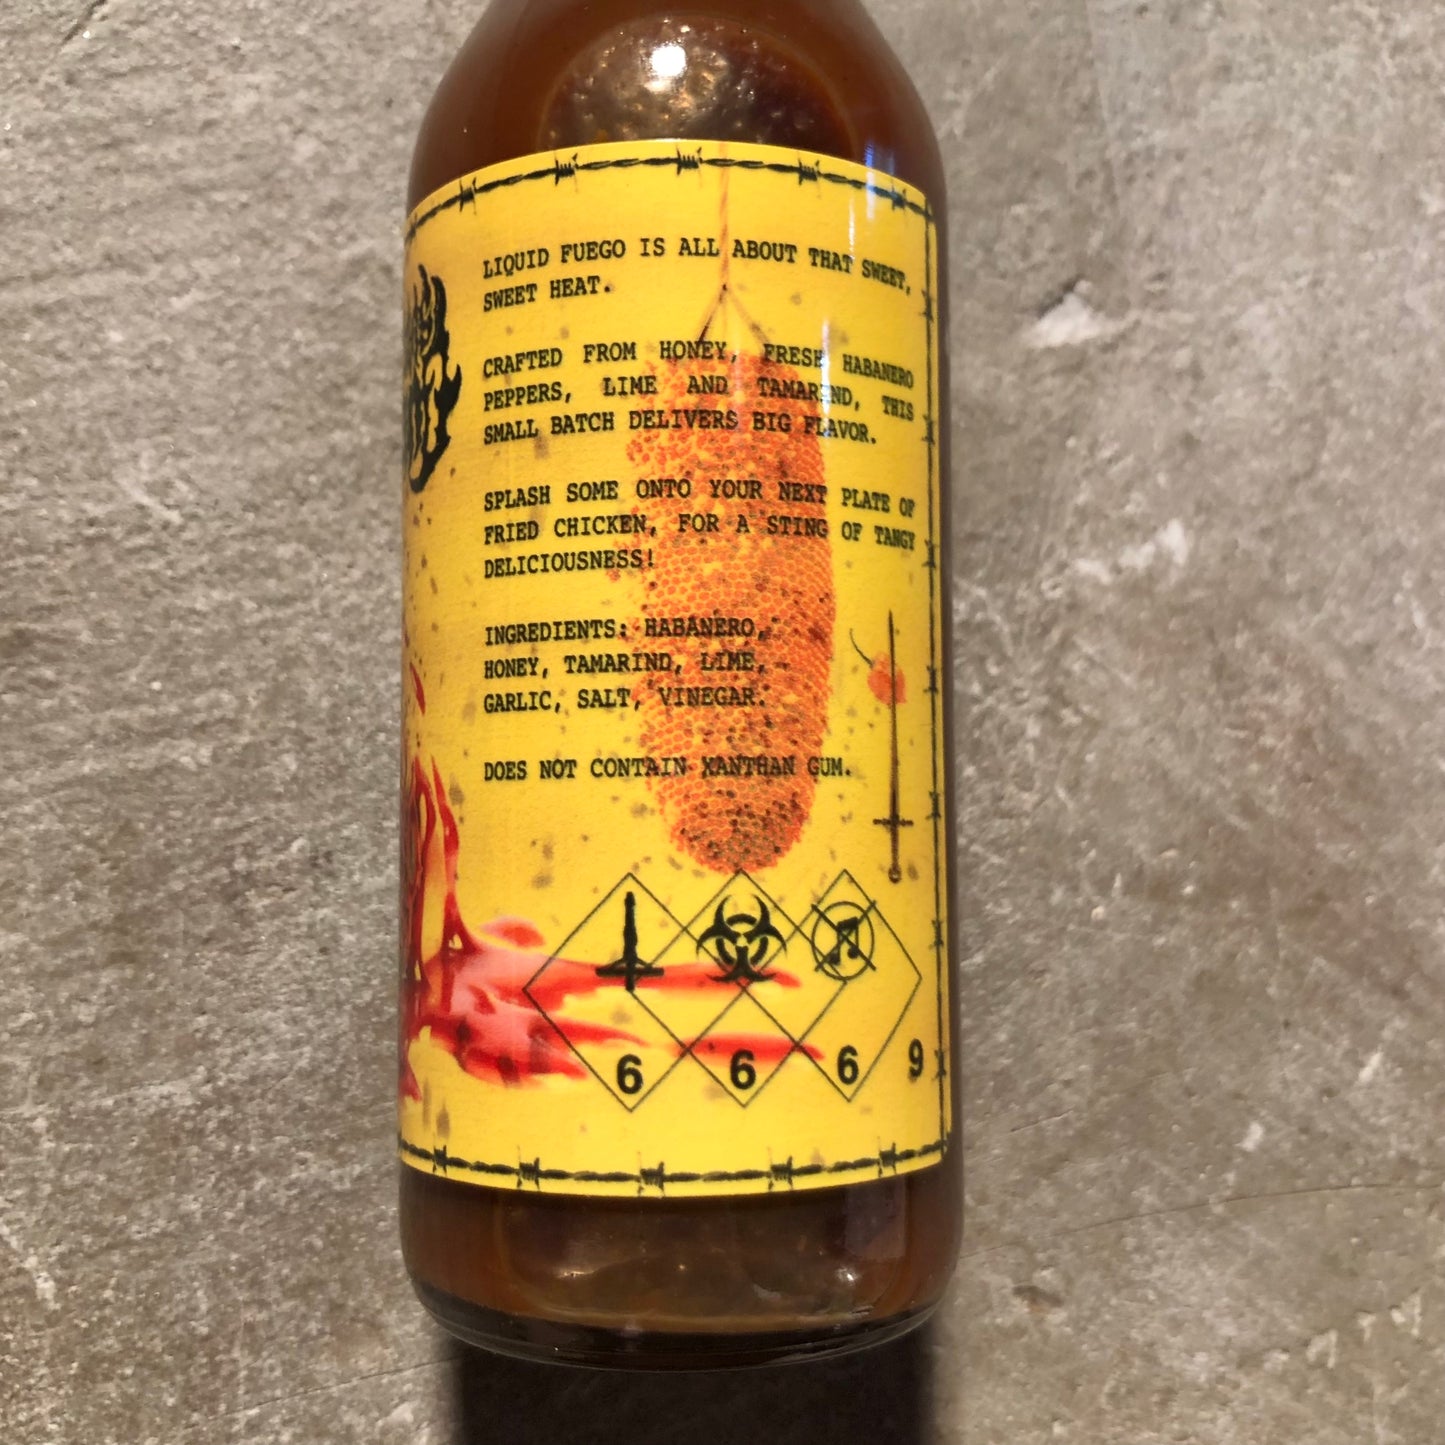 LIQUID FUEGO IS ALL ABOUT THAT SWEET,
SWEET HEAT.
CRAFTED FROM HONEY, FRESH HABANERO
PEPPERS, LIME AND TAMARIND, THIS
SMALL BATCH DELIVERS BIG FLAVOR.
SPLASH SOME ONTO YOUR NEXT PLATE OF
FRIED CHICKEN, FOR A STING OF TANGY
DELICIOUSNESS!
INGREDIENTS: HABANERO,
HONEY, TAMARIND, LIME,
GARLIC, SALT, VINEGAR.
DOES NOT CONTAIN XANTHAN GUM.
6 6 6 9